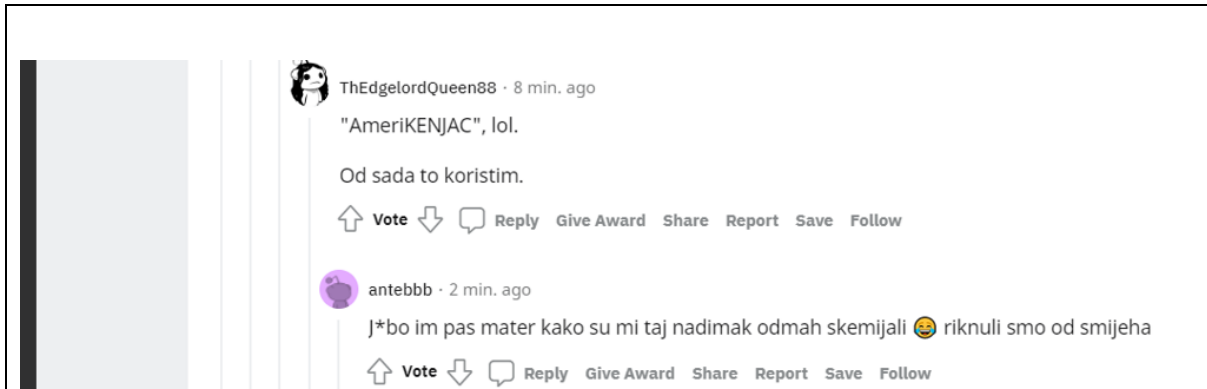 ThEdgelordQueen88 · 8 min. ago
"AmeriKENJAC", lol.
Od sada to koristim.
Vote Reply Give Award Share Report Save Follow
antebbb · 2 min. ago
J*bo im pas mater kako su mi taj nadimak odmah skemijali 😂 riknuli smo od smijeha
Vote Reply Give Award Share Report Save Follow